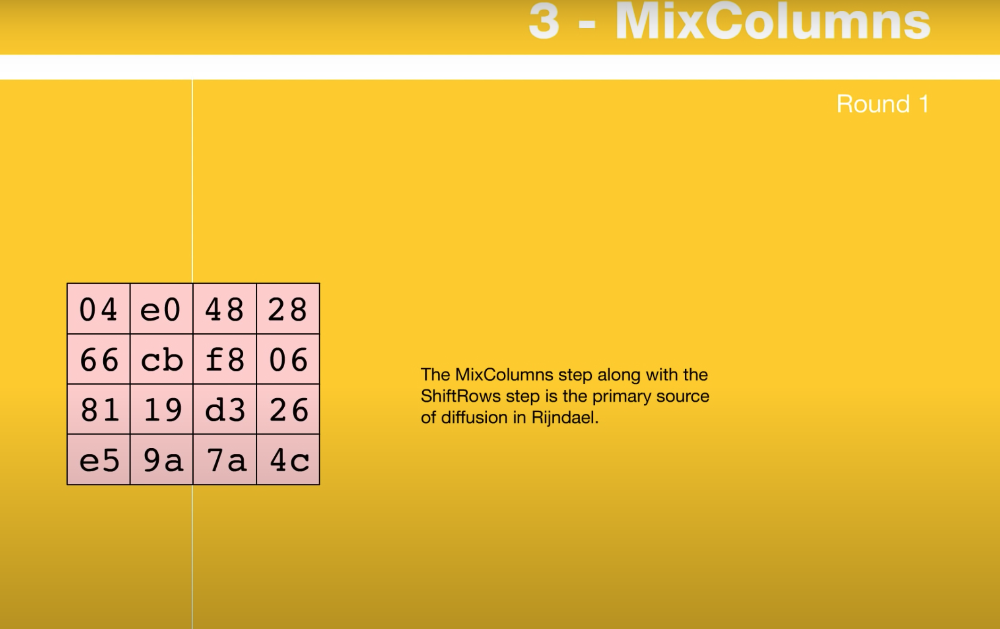 3 - MixColumns
Round 1
04 e0 48 28
66 cb f8 06
81 19 d3 26
e5 9a 7a 4c
The MixColumns step along with the
ShiftRows step is the primary source
of diffusion in Rijndael.